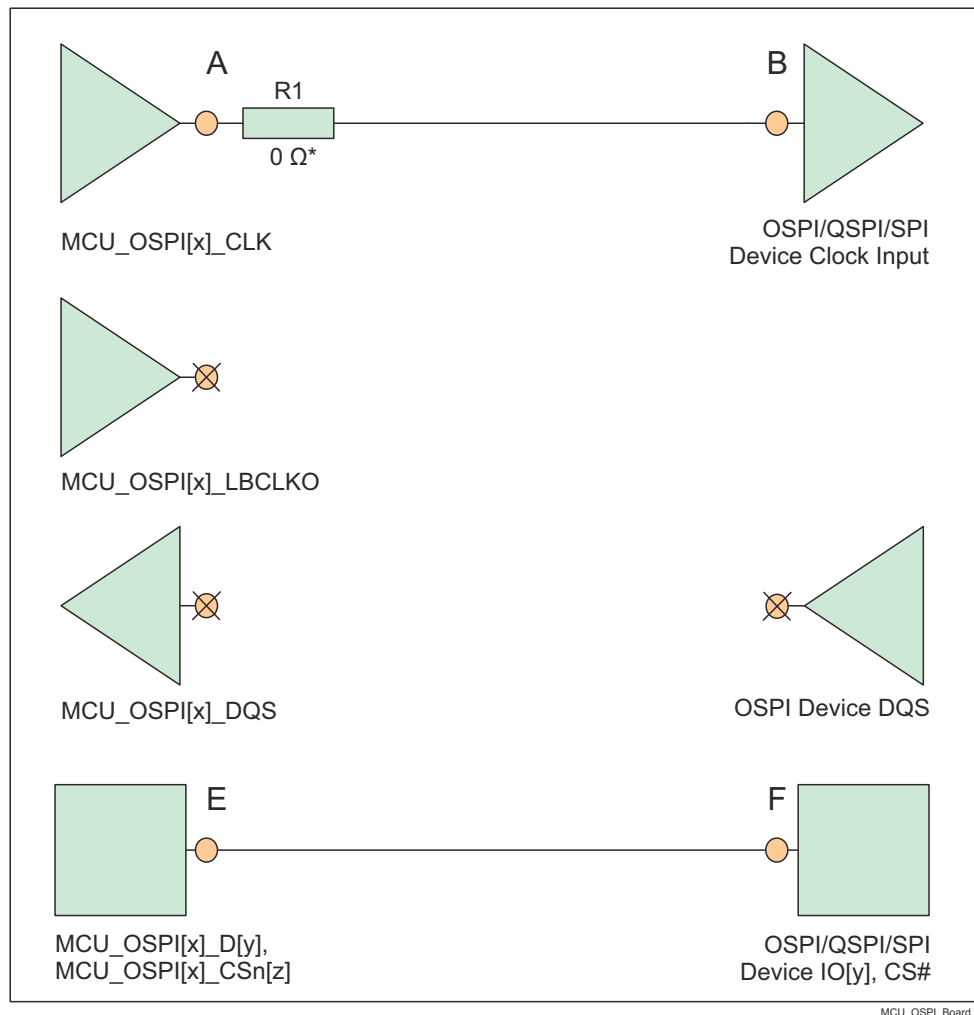 A
B
R1
0 Ω*
MCU_OSPI[x]_CLK
OSPI/QSPI/SPI
Device Clock Input
MCU_OSPI[x]_LBCLKO
MCU_OSPI[x]_DQS
OSPI Device DQS
E
F
MCU_OSPI[x]_D[y],
MCU_OSPI[x]_CSn[z]
OSPI/QSPI/SPI
Device IO[y], CS#
MCU_OSPI_Board